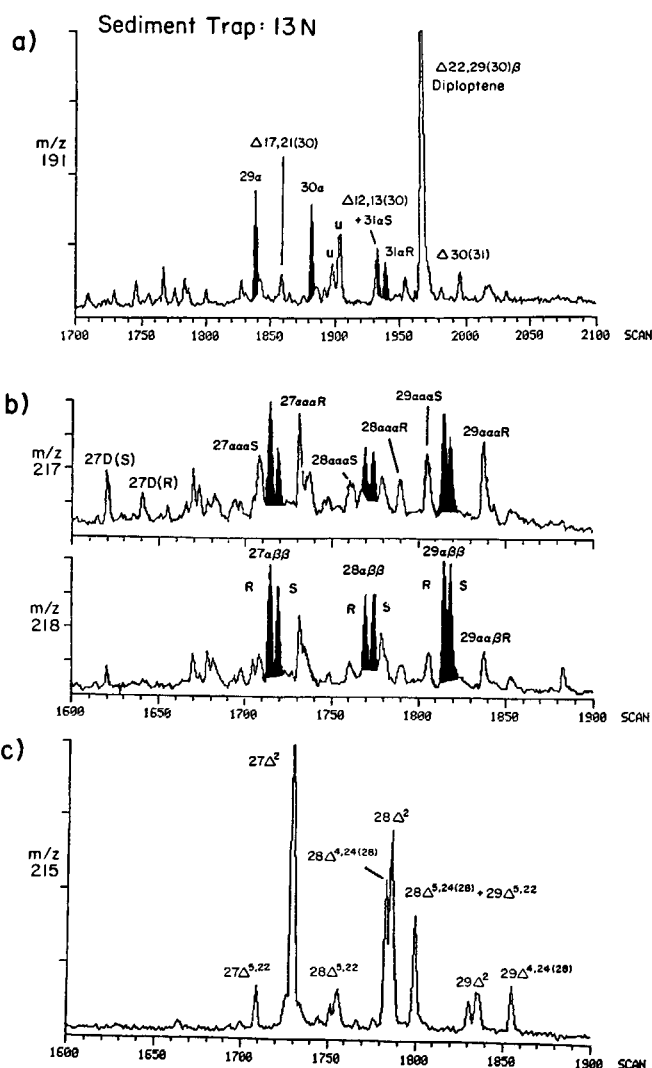 Sediment Trap: 13N
a)
Δ22,29(30)β
Diploptene
m/z
191
Δ17,21(30)
29α
30α
Δ12,13(30)
+31αS
u
u
31αR
Δ30(31)
1700 1750 1800 1850 1900 1950 2000 2050 2100 SCAN
b)
m/z
217
27D(S)
27D(R)
27αααS
27αααR
28αααS
28αααR
29αααS
29αααR
m/z
218
27αββ
R S
28αββ
R S
29αββ
R S
29ααβR
1600 1650 1700 1750 1800 1850 1900 SCAN
c)
m/z
215
27Δ²
28Δ²
28Δ⁴,²⁴⁽²⁸⁾
28Δ⁵,²⁴⁽²⁸⁾ + 29Δ⁵,²²
27Δ⁵,²²
28Δ⁵,²²
29Δ²
29Δ⁴,²⁴⁽²⁸⁾
1600 1700 1750 1800 1850 1900 SCAN